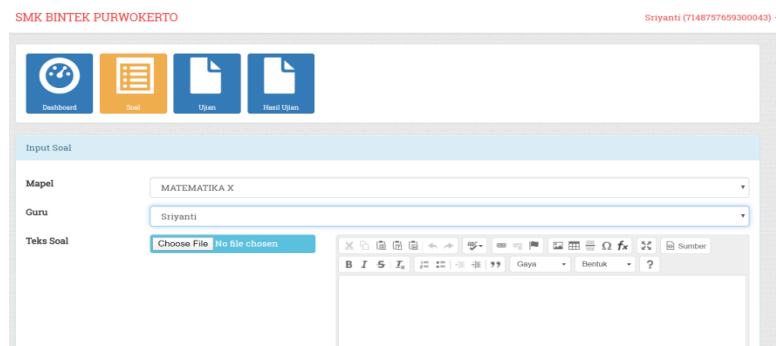 SMK BINTEK PURWOKERTO
Sriyanti (7148757659300043)
Dashboard
Soal
Ujian
Hasil Ujian
Input Soal
Mapel
MATEMATIKA X
Guru
Sriyanti
Teks Soal
Choose File No file chosen
Sumber
Gaya
Bentuk